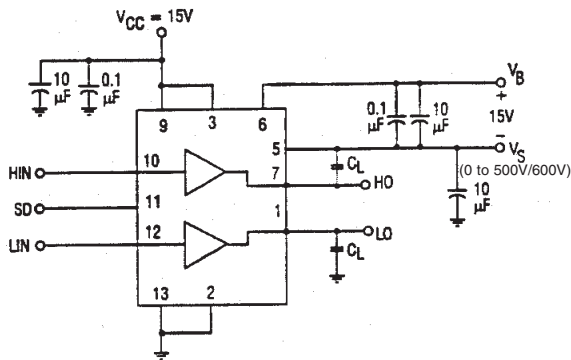 VCC = 15V
10 μF
0.1 μF
9
3
6
VB
+
0.1 μF
10 μF
15V
−
VS
(0 to 500V/600V)
5
CL
7
HO
10 μF
HIN
10
SD
11
1
LIN
12
LO
CL
13
2